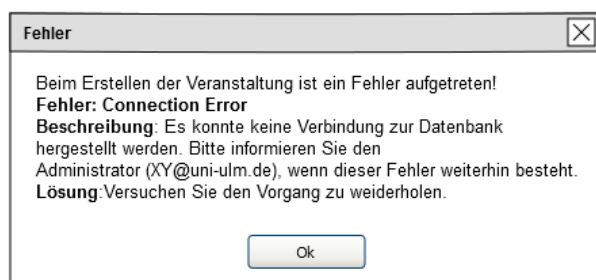 Fehler
Beim Erstellen der Veranstaltung ist ein Fehler aufgetreten!
Fehler: Connection Error
Beschreibung: Es konnte keine Verbindung zur Datenbank
hergestellt werden. Bitte informieren Sie den
Administrator (XY@uni-ulm.de), wenn dieser Fehler weiterhin besteht.
Lösung:Versuchen Sie den Vorgang zu weiderholen.
Ok